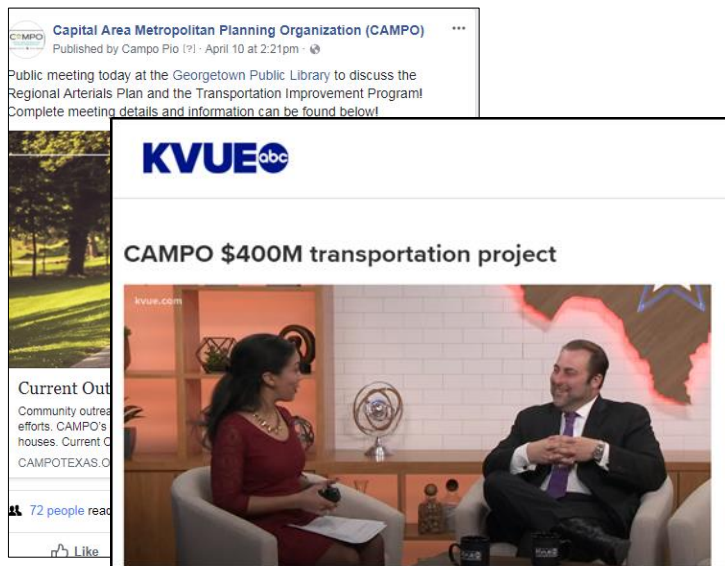 Capital Area Metropolitan Planning Organization (CAMPO)
Published by Campo Pio [?] · April 10 at 2:21pm ·
Public meeting today at the Georgetown Public Library to discuss the
Regional Arterials Plan and the Transportation Improvement Program!
Complete meeting details and information can be found below!
KVUE abc
CAMPO $400M transportation project
kvue.com
Current Out
Community outrea
efforts. CAMPO's
houses. Current C
CAMPOTEXAS.O
72 people reac
Like